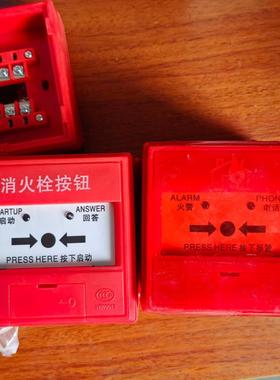 消火栓按钮
STARTUP ANSWER
启动 回答
PRESS HERE 按下启动
CCC
ALARM PHONE
火警 电话
PRESS HERE 按下报警